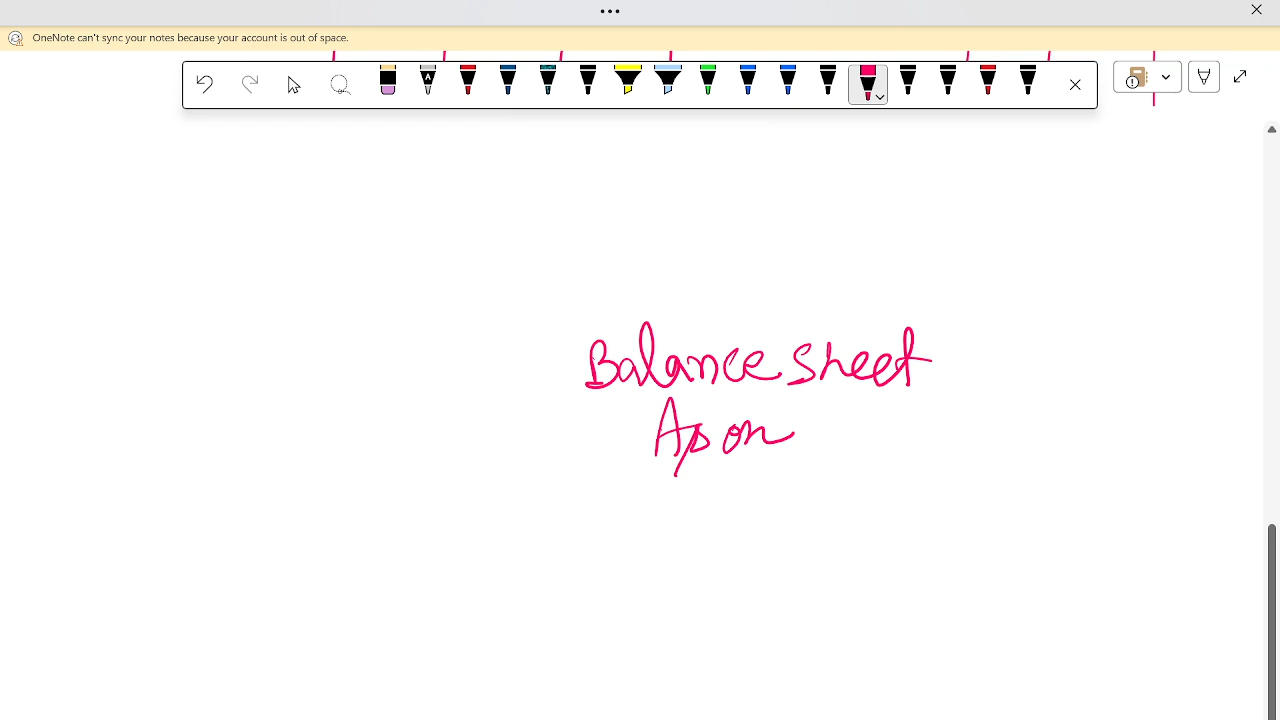 OneNote can't sync your notes because your account is out of space.
A
Balance sheet
As on